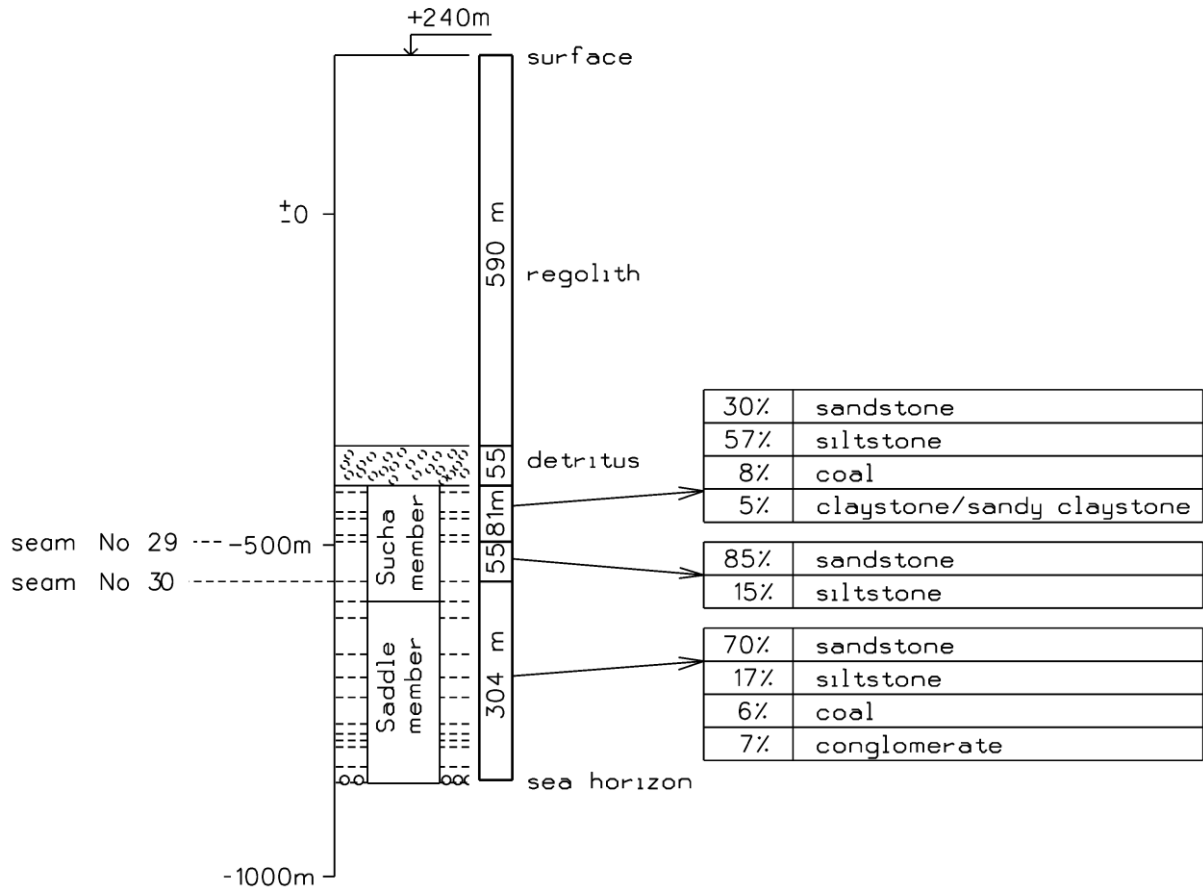 +240m
surface
±0
590 m
regolith
55
detritus
81m
55
304 m
Sucha
member
Saddle
member
seam No 29
-500m
seam No 30
sea horizon
-1000m
30% sandstone
57% siltstone
8% coal
5% claystone/sandy claystone
85% sandstone
15% siltstone
70% sandstone
17% siltstone
6% coal
7% conglomerate